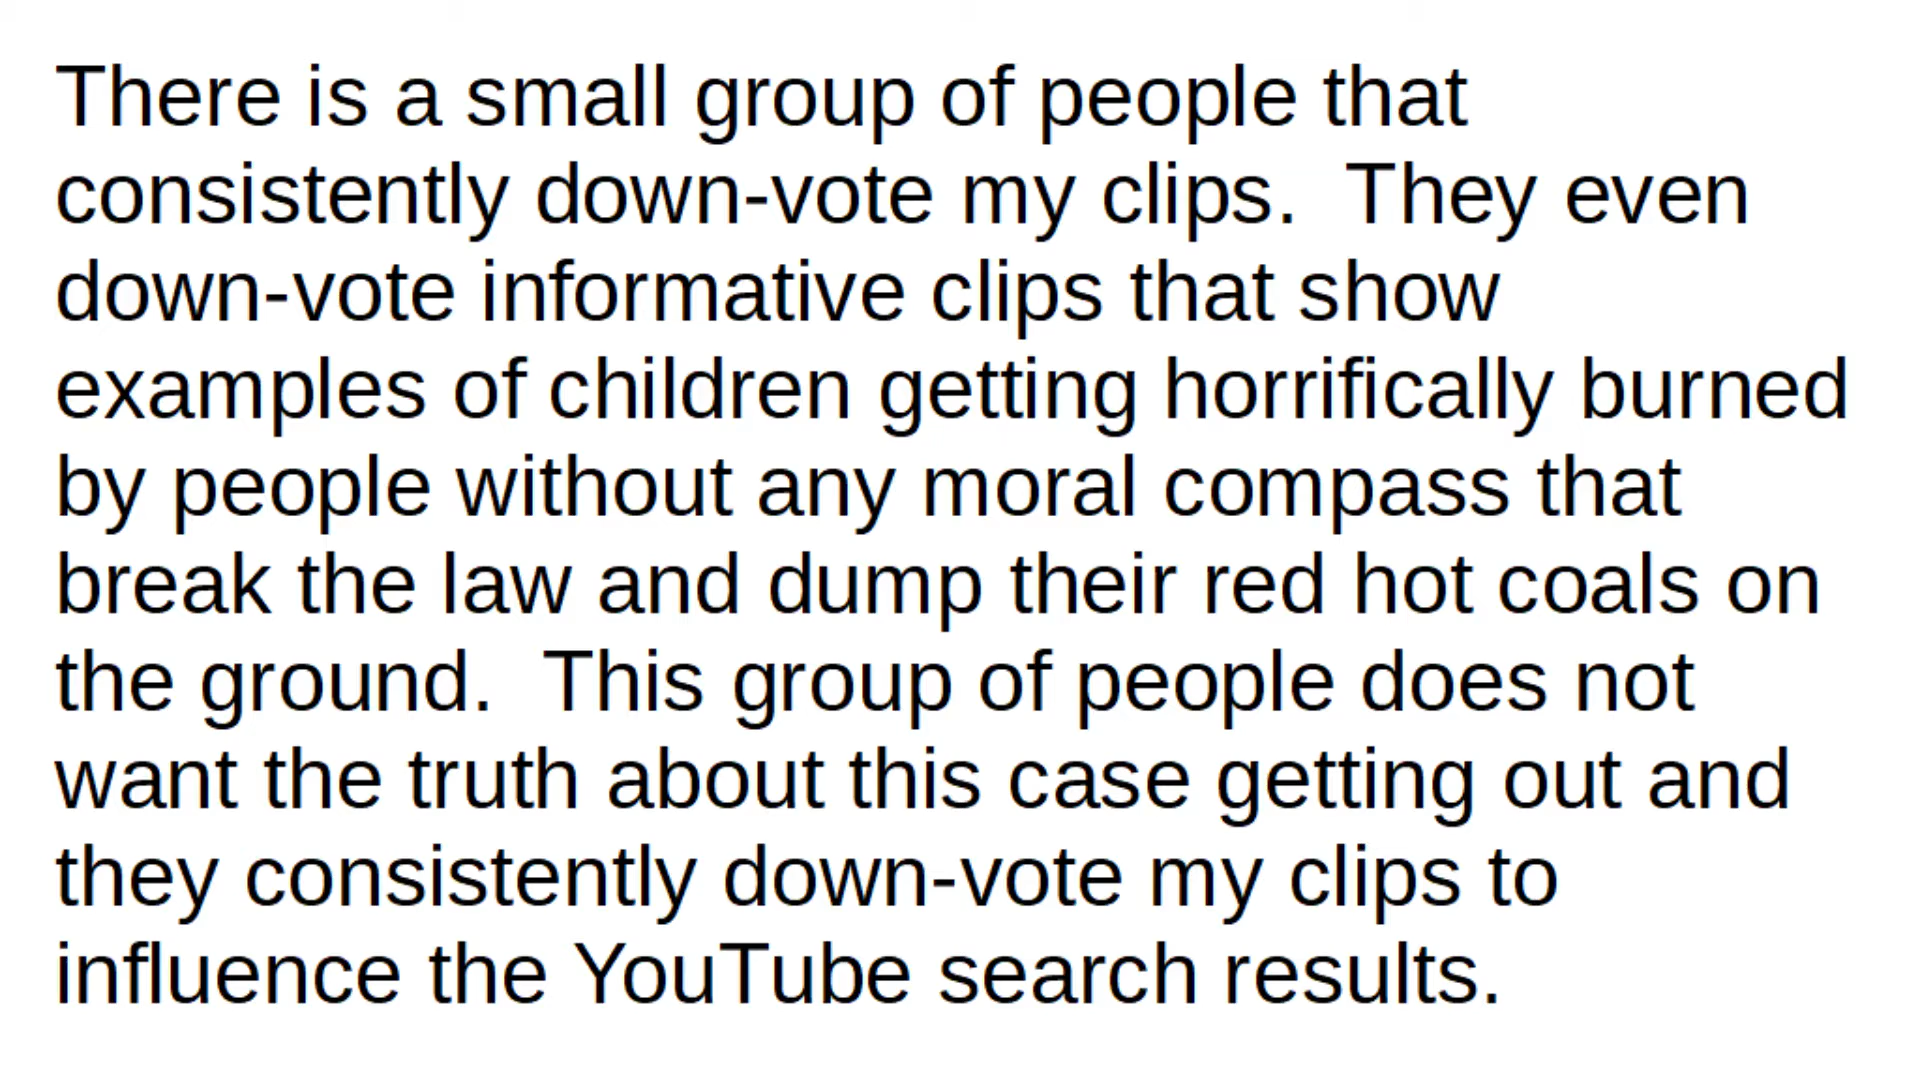 There is a small group of people that
consistently down-vote my clips.  They even
down-vote informative clips that show
examples of children getting horrifically burned
by people without any moral compass that
break the law and dump their red hot coals on
the ground.  This group of people does not
want the truth about this case getting out and
they consistently down-vote my clips to
influence the YouTube search results.